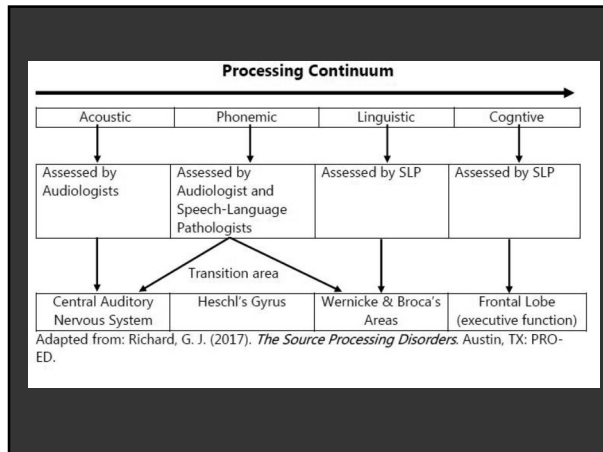 Processing Continuum
Acoustic
Phonemic
Linguistic
Cogntive
Assessed by
Audiologists
Assessed by
Audiologist and
Speech-Language
Pathologists
Assessed by SLP
Assessed by SLP
Transition area
Central Auditory
Nervous System
Heschl's Gyrus
Wernicke & Broca's
Areas
Frontal Lobe
(executive function)
Adapted from: Richard, G. J. (2017). The Source Processing Disorders. Austin, TX: PRO-
ED.